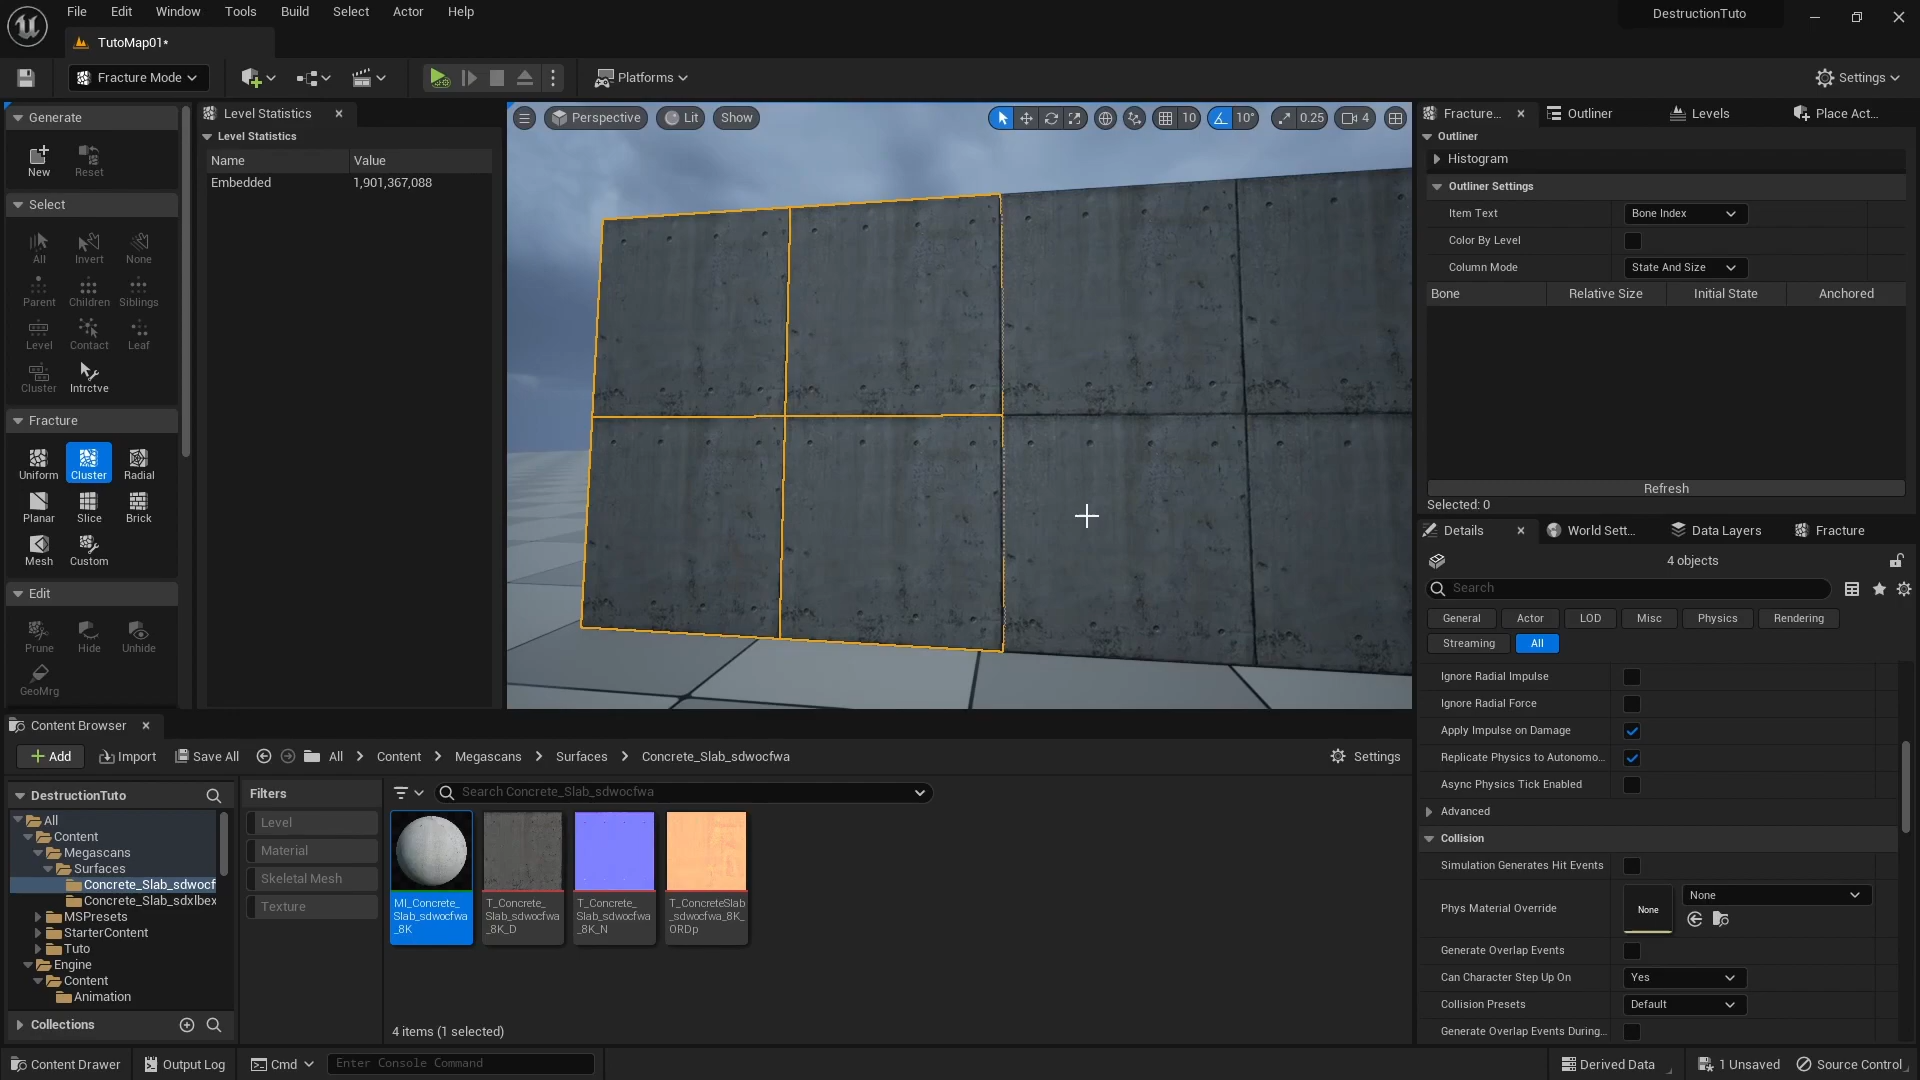 File Edit Window Tools Build Select Actor Help
DestructionTuto
TutoMap01*
Fracture Mode
Platforms
Settings
Generate
New Reset
Select
All Invert None
Parent Children Siblings
Level Contact Leaf
Cluster Intrctve
Fracture
Uniform Cluster Radial
Planar Slice Brick
Mesh Custom
Edit
Prune Hide Unhide
GeoMrg
Level Statistics
Level Statistics
Name Value
Embedded 1,901,367,088
Perspective Lit Show
10 10° 0.25 4
Fracture... Outliner Levels Place Act...
Outliner
Histogram
Outliner Settings
Item Text Bone Index
Color By Level
Column Mode State And Size
Bone Relative Size Initial State Anchored
Refresh
Selected: 0
Details World Sett... Data Layers Fracture
4 objects
Search
General Actor LOD Misc Physics Rendering
Streaming All
Ignore Radial Impulse
Ignore Radial Force
Apply Impulse on Damage
Replicate Physics to Autonomo...
Async Physics Tick Enabled
Advanced
Collision
Simulation Generates Hit Events
Phys Material Override None None
Generate Overlap Events
Can Character Step Up On Yes
Collision Presets Default
Generate Overlap Events During...
Content Browser
Add Import Save All All Content Megascans Surfaces Concrete_Slab_sdwocfwa Settings
DestructionTuto
All
Content
Megascans
Surfaces
Concrete_Slab_sdwocf
Concrete_Slab_sdxlbex
MSPresets
StarterContent
Tuto
Engine
Content
Animation
Collections
Filters
Level
Material
Skeletal Mesh
Texture
Search Concrete_Slab_sdwocfwa
MI_Concrete_
Slab_sdwocfwa
_8K
T_Concrete_
Slab_sdwocfwa
_8K_D
T_Concrete_
Slab_sdwocfwa
_8K_N
T_ConcreteSlab
_sdwocfwa_8K_
ORDp
4 items (1 selected)
Content Drawer Output Log Cmd Enter Console Command
Derived Data 1 Unsaved Source Control